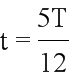 t = 5T/12